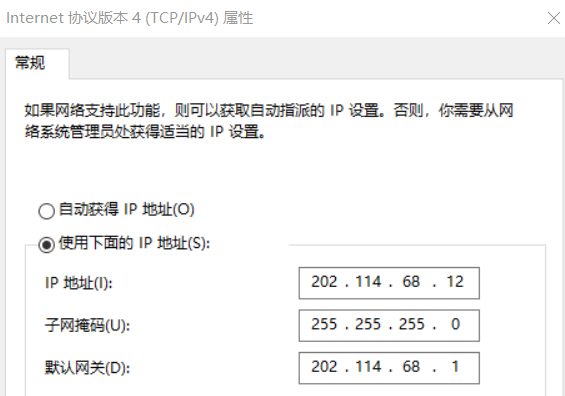 Internet 协议版本 4 (TCP/IPv4) 属性
常规
如果网络支持此功能，则可以获取自动指派的 IP 设置。否则，你需要从网
络系统管理员处获得适当的 IP 设置。
自动获得 IP 地址(O)
使用下面的 IP 地址(S):
IP 地址(I): 202 . 114 . 68 . 12
子网掩码(U): 255 . 255 . 255 . 0
默认网关(D): 202 . 114 . 68 . 1